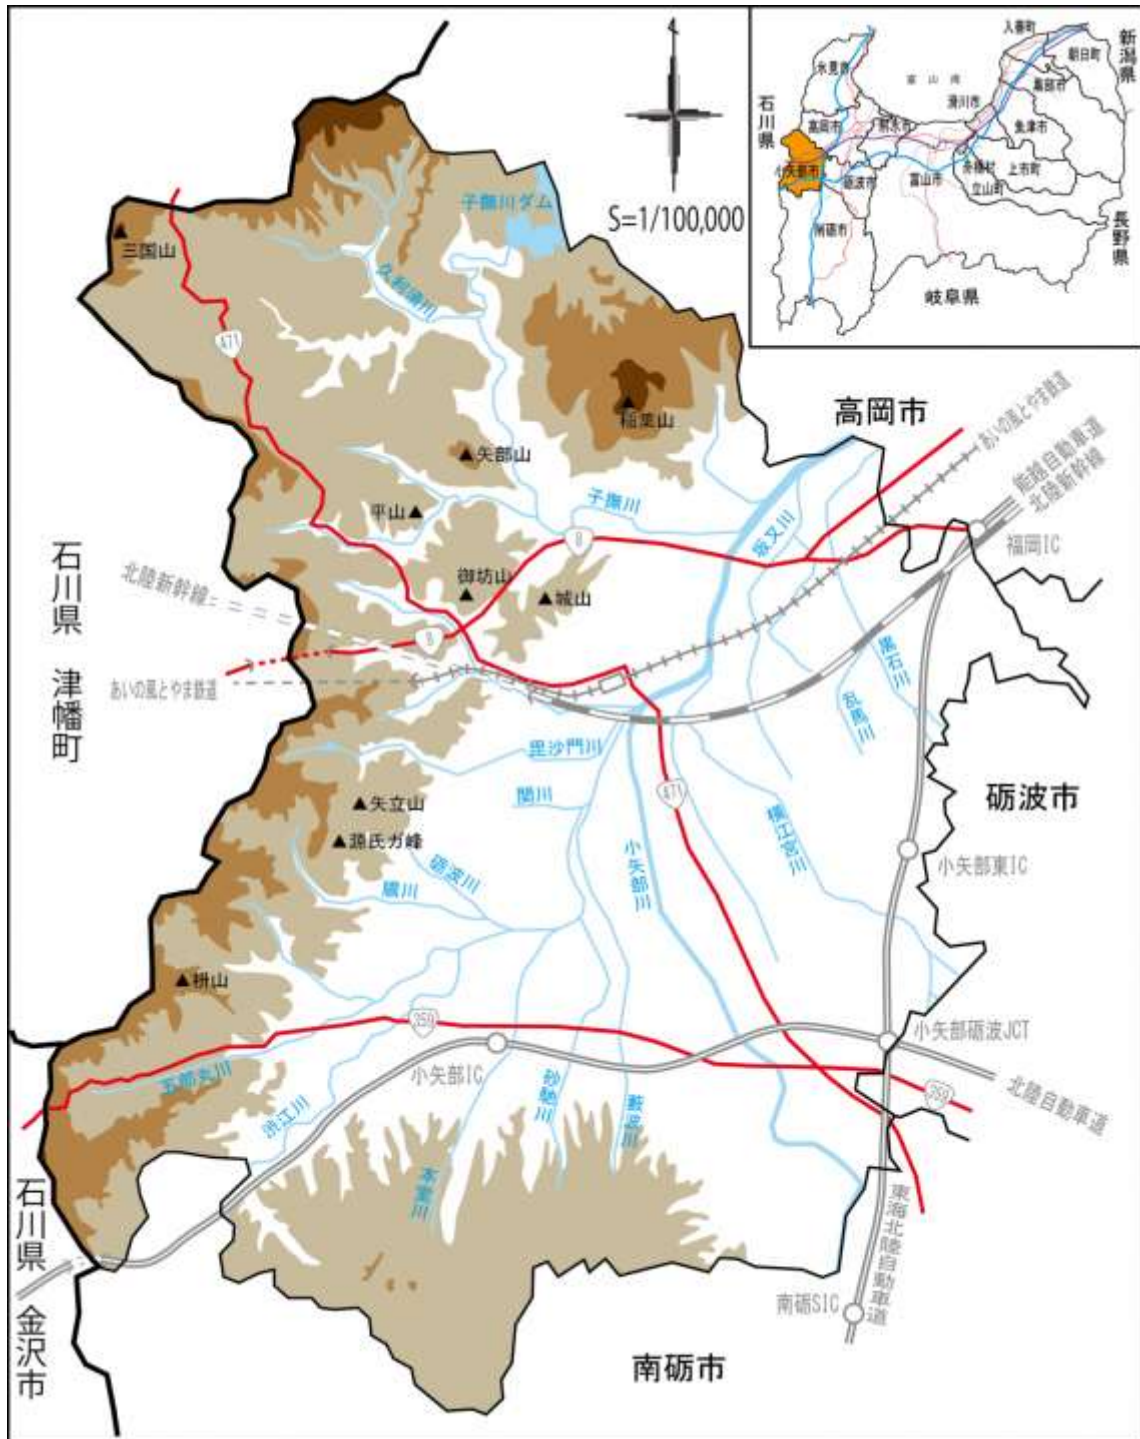 S=1/100,000
新潟県
石川県
長野県
岐阜県
富山湾
入善町
朝日町
黒部市
滑川市
魚津市
氷見市
高岡市
射水市
舟橋村
上市町
立山町
小矢部市
砺波市
富山市
南砺市
子撫川ダム
三国山
久利須川
471
稲葉山
矢部山
高岡市
あいの風とやま鉄道
能越自動車道
北陸新幹線
平山
子撫川
8
坂又川
福岡IC
石川県 津幡町
北陸新幹線
御坊山
城山
8
あいの風とやま鉄道
黒石川
乱馬川
毘沙門川
関川
471
砺波市
矢立山
源氏ガ峰
横江宮川
小矢部川
砺波川
小矢部東IC
枡山
359
小矢部砺波JCT
小矢部IC
五郎丸川
渋江川
砂馳川
藪又川
359
北陸自動車道
石川県 金沢市
東海北陸自動車道
南砺SIC
南砺市